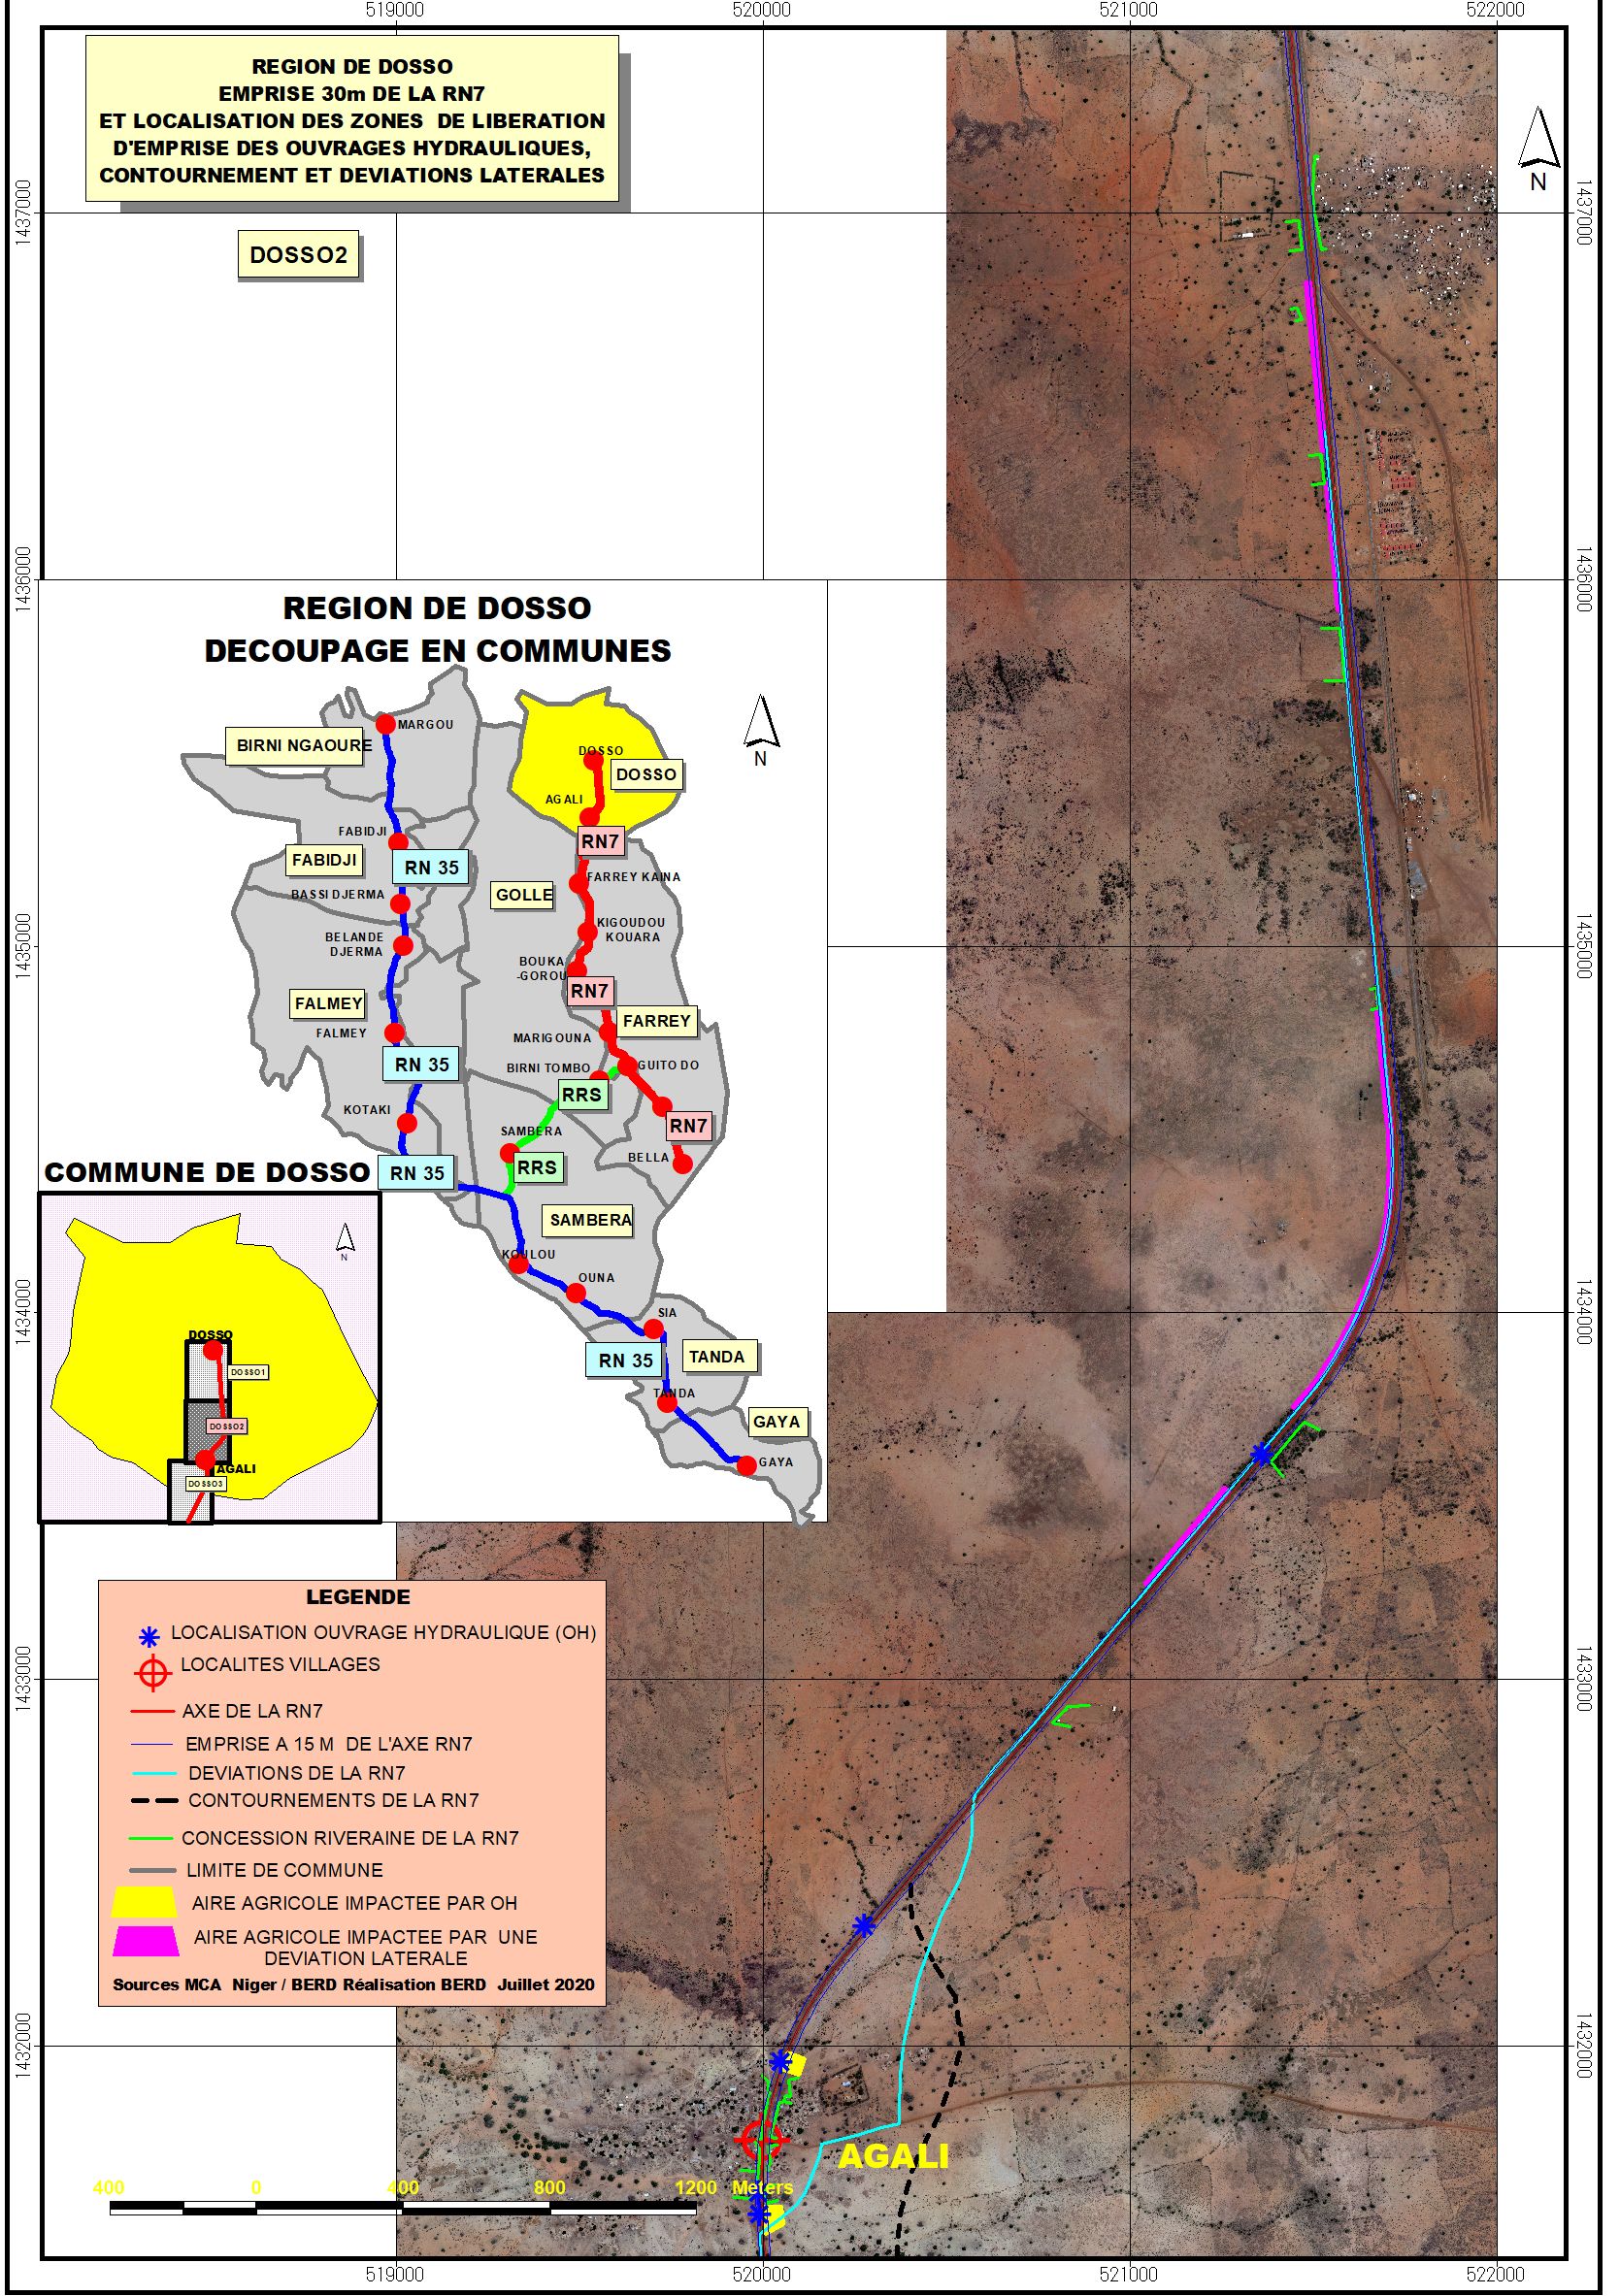 519000
520000
521000
522000
REGION DE DOSSO
EMPRISE 30m DE LA RN7
ET LOCALISATION DES ZONES DE LIBERATION
D'EMPRISE DES OUVRAGES HYDRAULIQUES,
CONTOURNEMENT ET DEVIATIONS LATERALES
N
1437000
1437000
DOSSO2
1436000
1436000
REGION DE DOSSO
DECOUPAGE EN COMMUNES
N
MARGOU
BIRNI NGAOURE
DOSSO
DOSSO
AGALI
FABIDJI
RN7
FABIDJI
RN 35
FARREY KAINA
BASSI DJERMA
GOLLE
KIGOUDOU
KOUARA
BELANDE
DJERMA
1435000
1435000
BOUKA
-GOROU
RN7
FALMEY
FARREY
FALMEY
MARIGOUNA
RN 35
BIRNI TOMBO
GUITO DO
RRS
KOTAKI
SAMBERA
RN7
BELLA
RRS
RN 35
COMMUNE DE DOSSO
SAMBERA
N
KOULOU
OUNA
1434000
1434000
SIA
DOSSO
RN 35
TANDA
DOSSO1
TANDA
DOSSO2
GAYA
GAYA
AGALI
DOSSO3
LEGENDE
LOCALISATION OUVRAGE HYDRAULIQUE (OH)
LOCALITES VILLAGES
1433000
1433000
AXE DE LA RN7
EMPRISE A 15 M DE L'AXE RN7
DEVIATIONS DE LA RN7
CONTOURNEMENTS DE LA RN7
CONCESSION RIVERAINE DE LA RN7
LIMITE DE COMMUNE
AIRE AGRICOLE IMPACTEE PAR OH
AIRE AGRICOLE IMPACTEE PAR UNE
DEVIATION LATERALE
Sources MCA Niger / BERD Réalisation BERD Juillet 2020
1432000
1432000
AGALI
400
0
400
800
1200
Meters
519000
520000
521000
522000